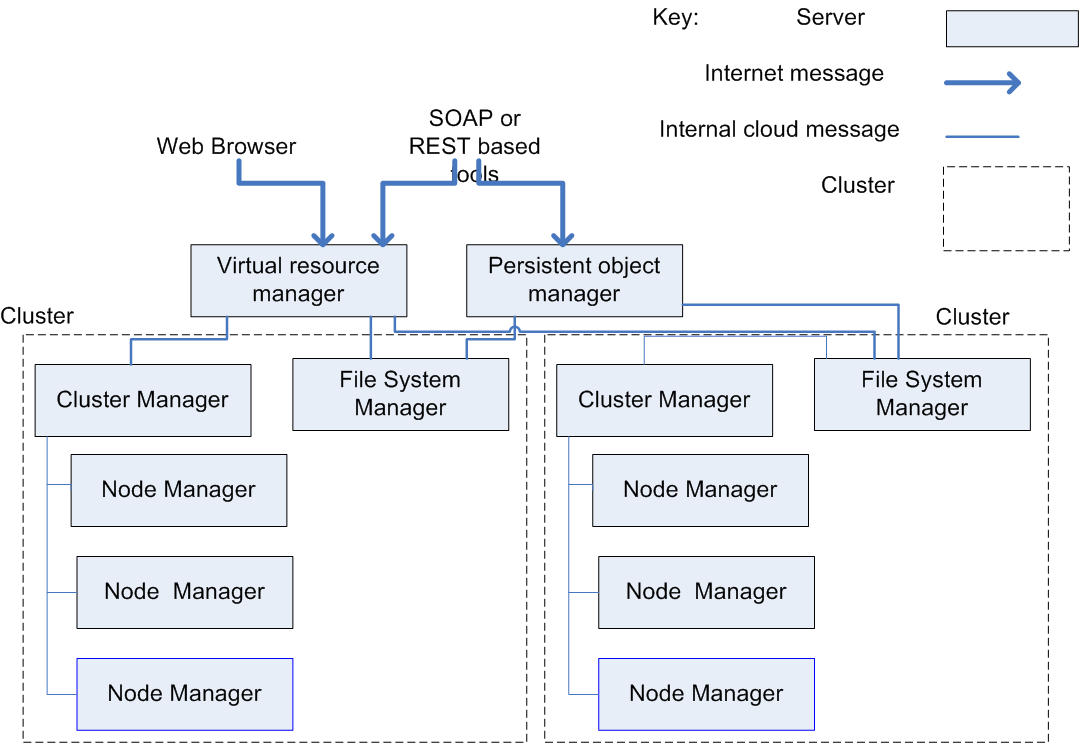 Key: Server
Internet message
Internal cloud message
Cluster
Web Browser
SOAP or
REST based
tools
Virtual resource
manager
Persistent object
manager
Cluster
Cluster Manager
File System
Manager
Node Manager
Node  Manager
Node Manager
Cluster
Cluster Manager
File System
Manager
Node Manager
Node  Manager
Node Manager